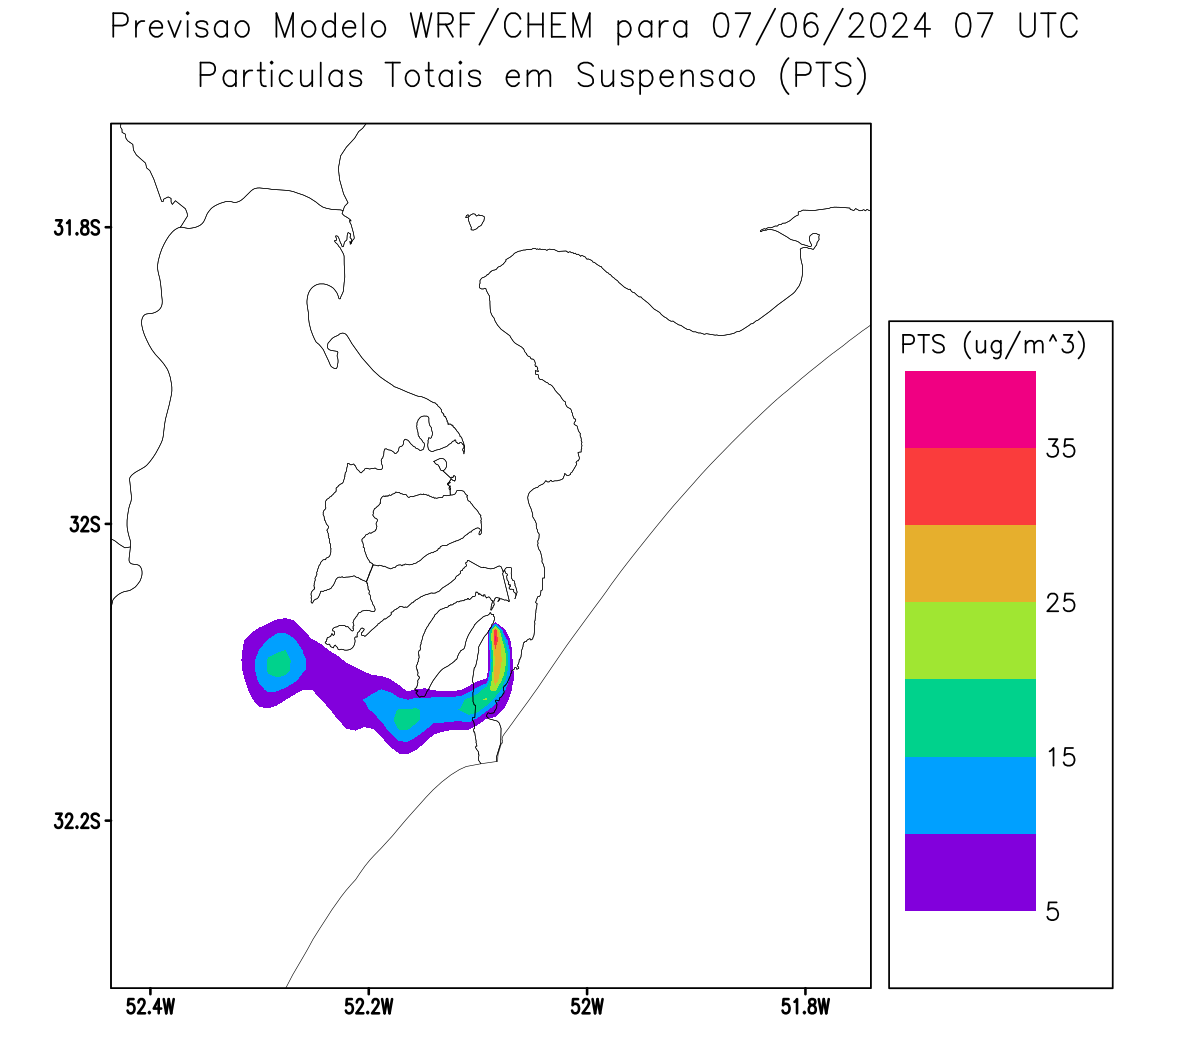 Previsao Modelo WRF/CHEM para 07/06/2024 07 UTC
Particulas Totais em Suspensao (PTS)
31.8S
32S
32.2S
52.4W 52.2W 52W 51.8W
PTS (ug/m^3)
35
25
15
5